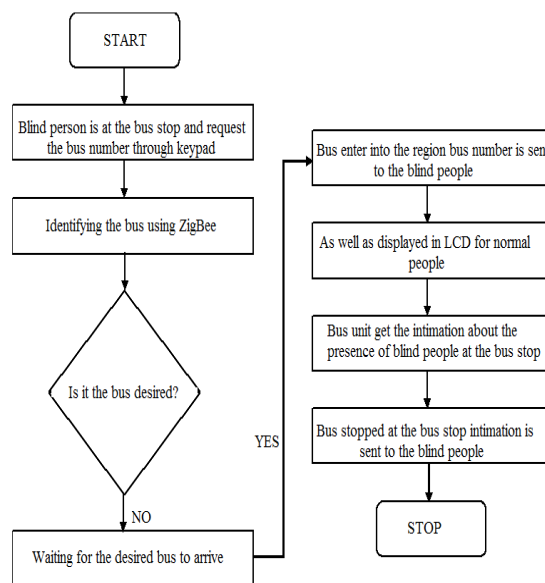 START
Blind person is at the bus stop and request
the bus number through keypad
Identifying the bus using ZigBee
Is it the bus desired?
NO
Waiting for the desired bus to arrive
YES
Bus enter into the region bus number is sent
to the blind people
As well as displayed in LCD for normal
people
Bus unit get the intimation about the
presence of blind people at the bus stop
Bus stopped at the bus stop intimation is
sent to the blind people
STOP